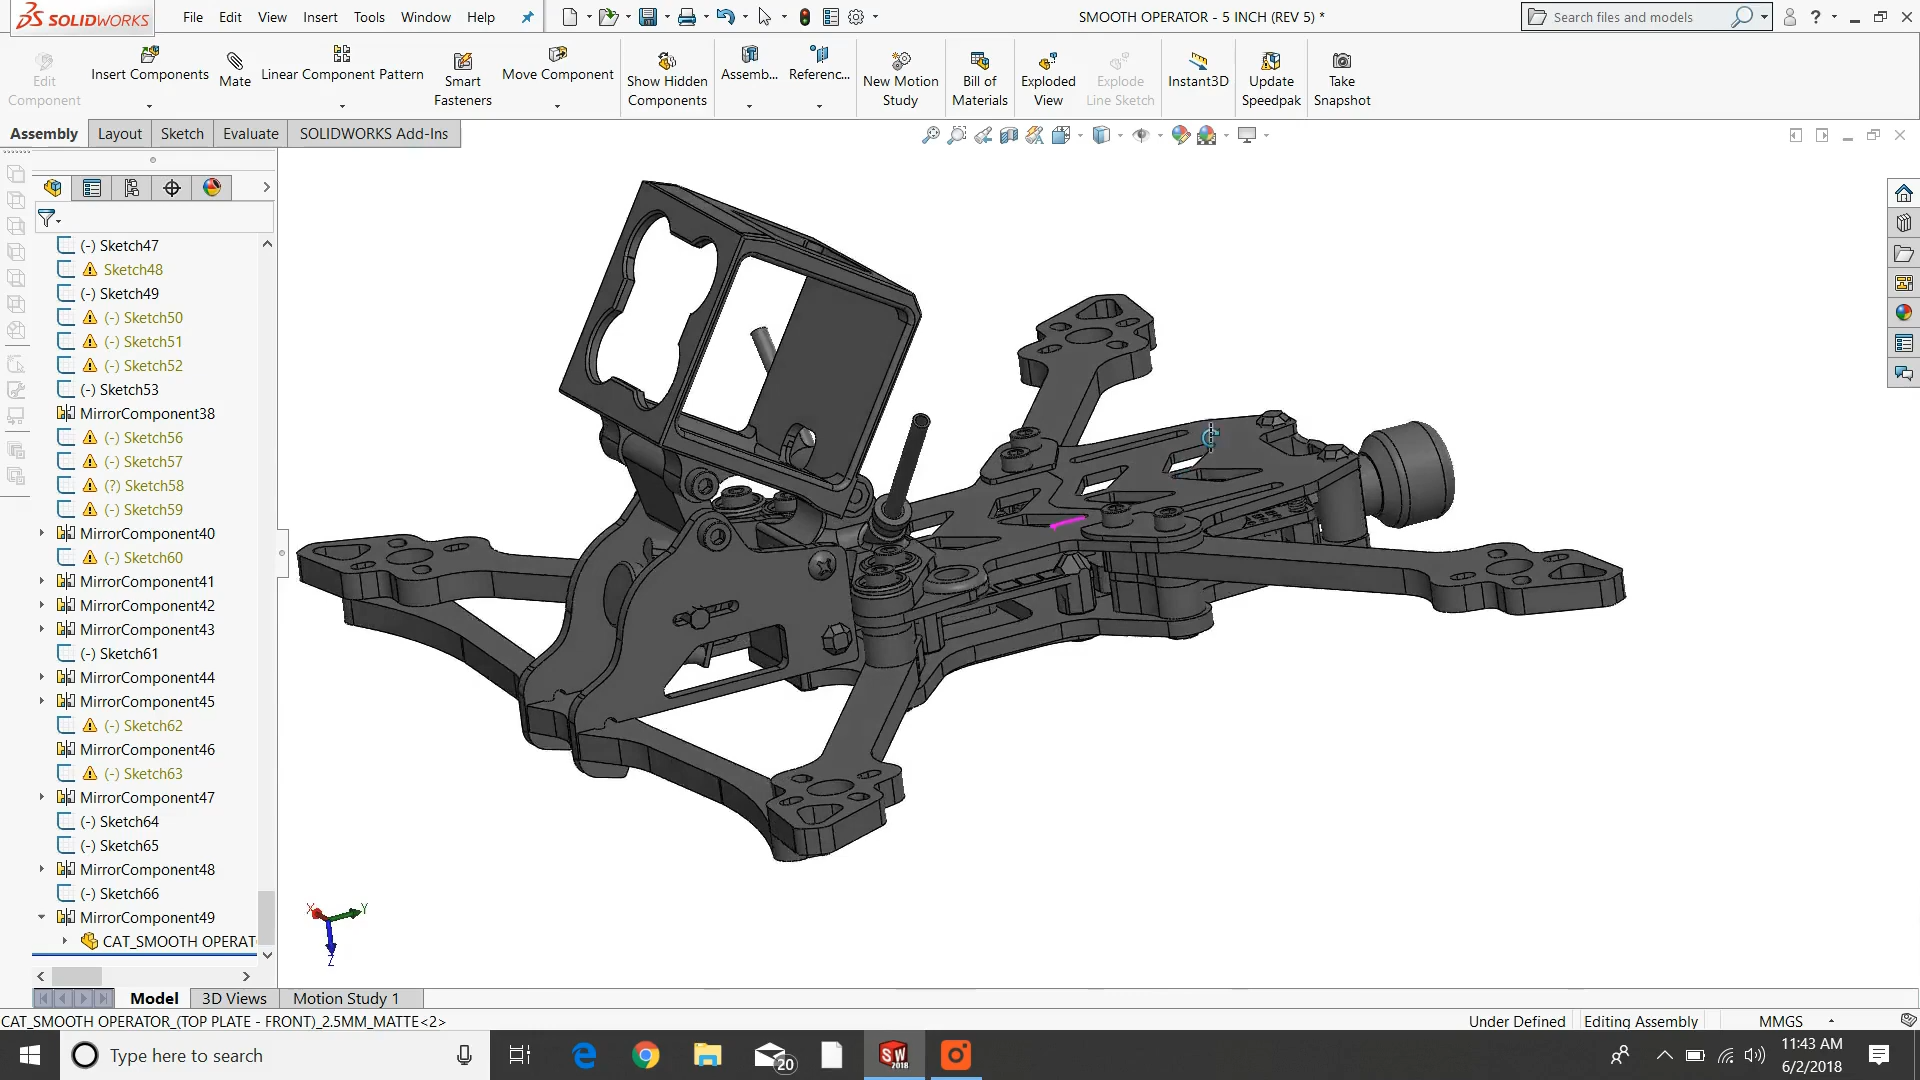 SOLIDWORKS File Edit View Insert Tools Window Help SMOOTH OPERATOR - 5 INCH (REV 5) * Search files and models ?
Edit Component Insert Components Mate Linear Component Pattern Smart Fasteners Move Component Show Hidden Components Assemb... Referenc... New Motion Study Bill of Materials Exploded View Explode Line Sketch Instant3D Update Speedpak Take Snapshot
Assembly Layout Sketch Evaluate SOLIDWORKS Add-Ins
(-) Sketch47
Sketch48
(-) Sketch49
(-) Sketch50
(-) Sketch51
(-) Sketch52
(-) Sketch53
MirrorComponent38
(-) Sketch56
(-) Sketch57
(?) Sketch58
(-) Sketch59
MirrorComponent40
(-) Sketch60
MirrorComponent41
MirrorComponent42
MirrorComponent43
(-) Sketch61
MirrorComponent44
MirrorComponent45
(-) Sketch62
MirrorComponent46
(-) Sketch63
MirrorComponent47
(-) Sketch64
(-) Sketch65
MirrorComponent48
(-) Sketch66
MirrorComponent49
CAT_SMOOTH OPERAT
X Y
Z
Model 3D Views Motion Study 1
CAT_SMOOTH OPERATOR_(TOP PLATE - FRONT)_2.5MM_MATTE<2> Under Defined Editing Assembly MMGS
Type here to search 20 SW 2018 11:43 AM
6/2/2018